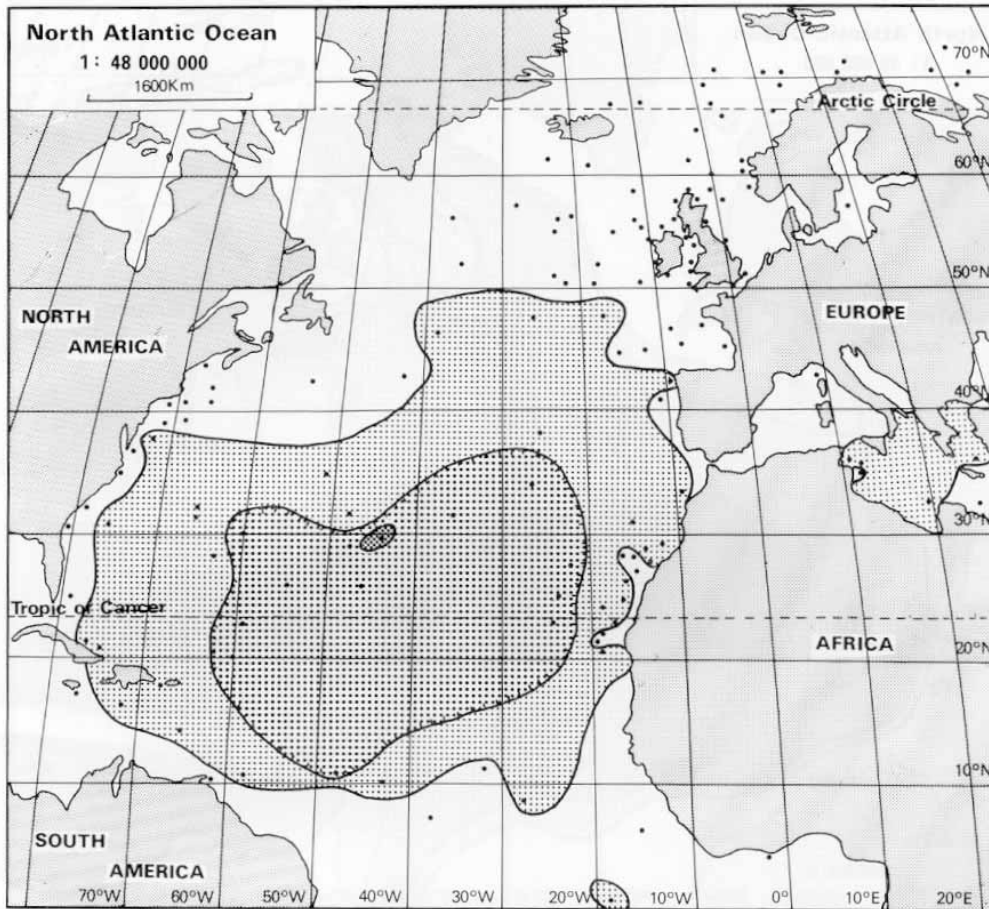 North Atlantic Ocean
1: 48 000 000
1600Km
70°N
Arctic Circle
60°N
50°N
NORTH
AMERICA
EUROPE
40°N
30°N
Tropic of Cancer
AFRICA
20°N
10°N
SOUTH
AMERICA
70°W 60°W 50°W 40°W 30°W 20°W 10°W 0° 10°E 20°E